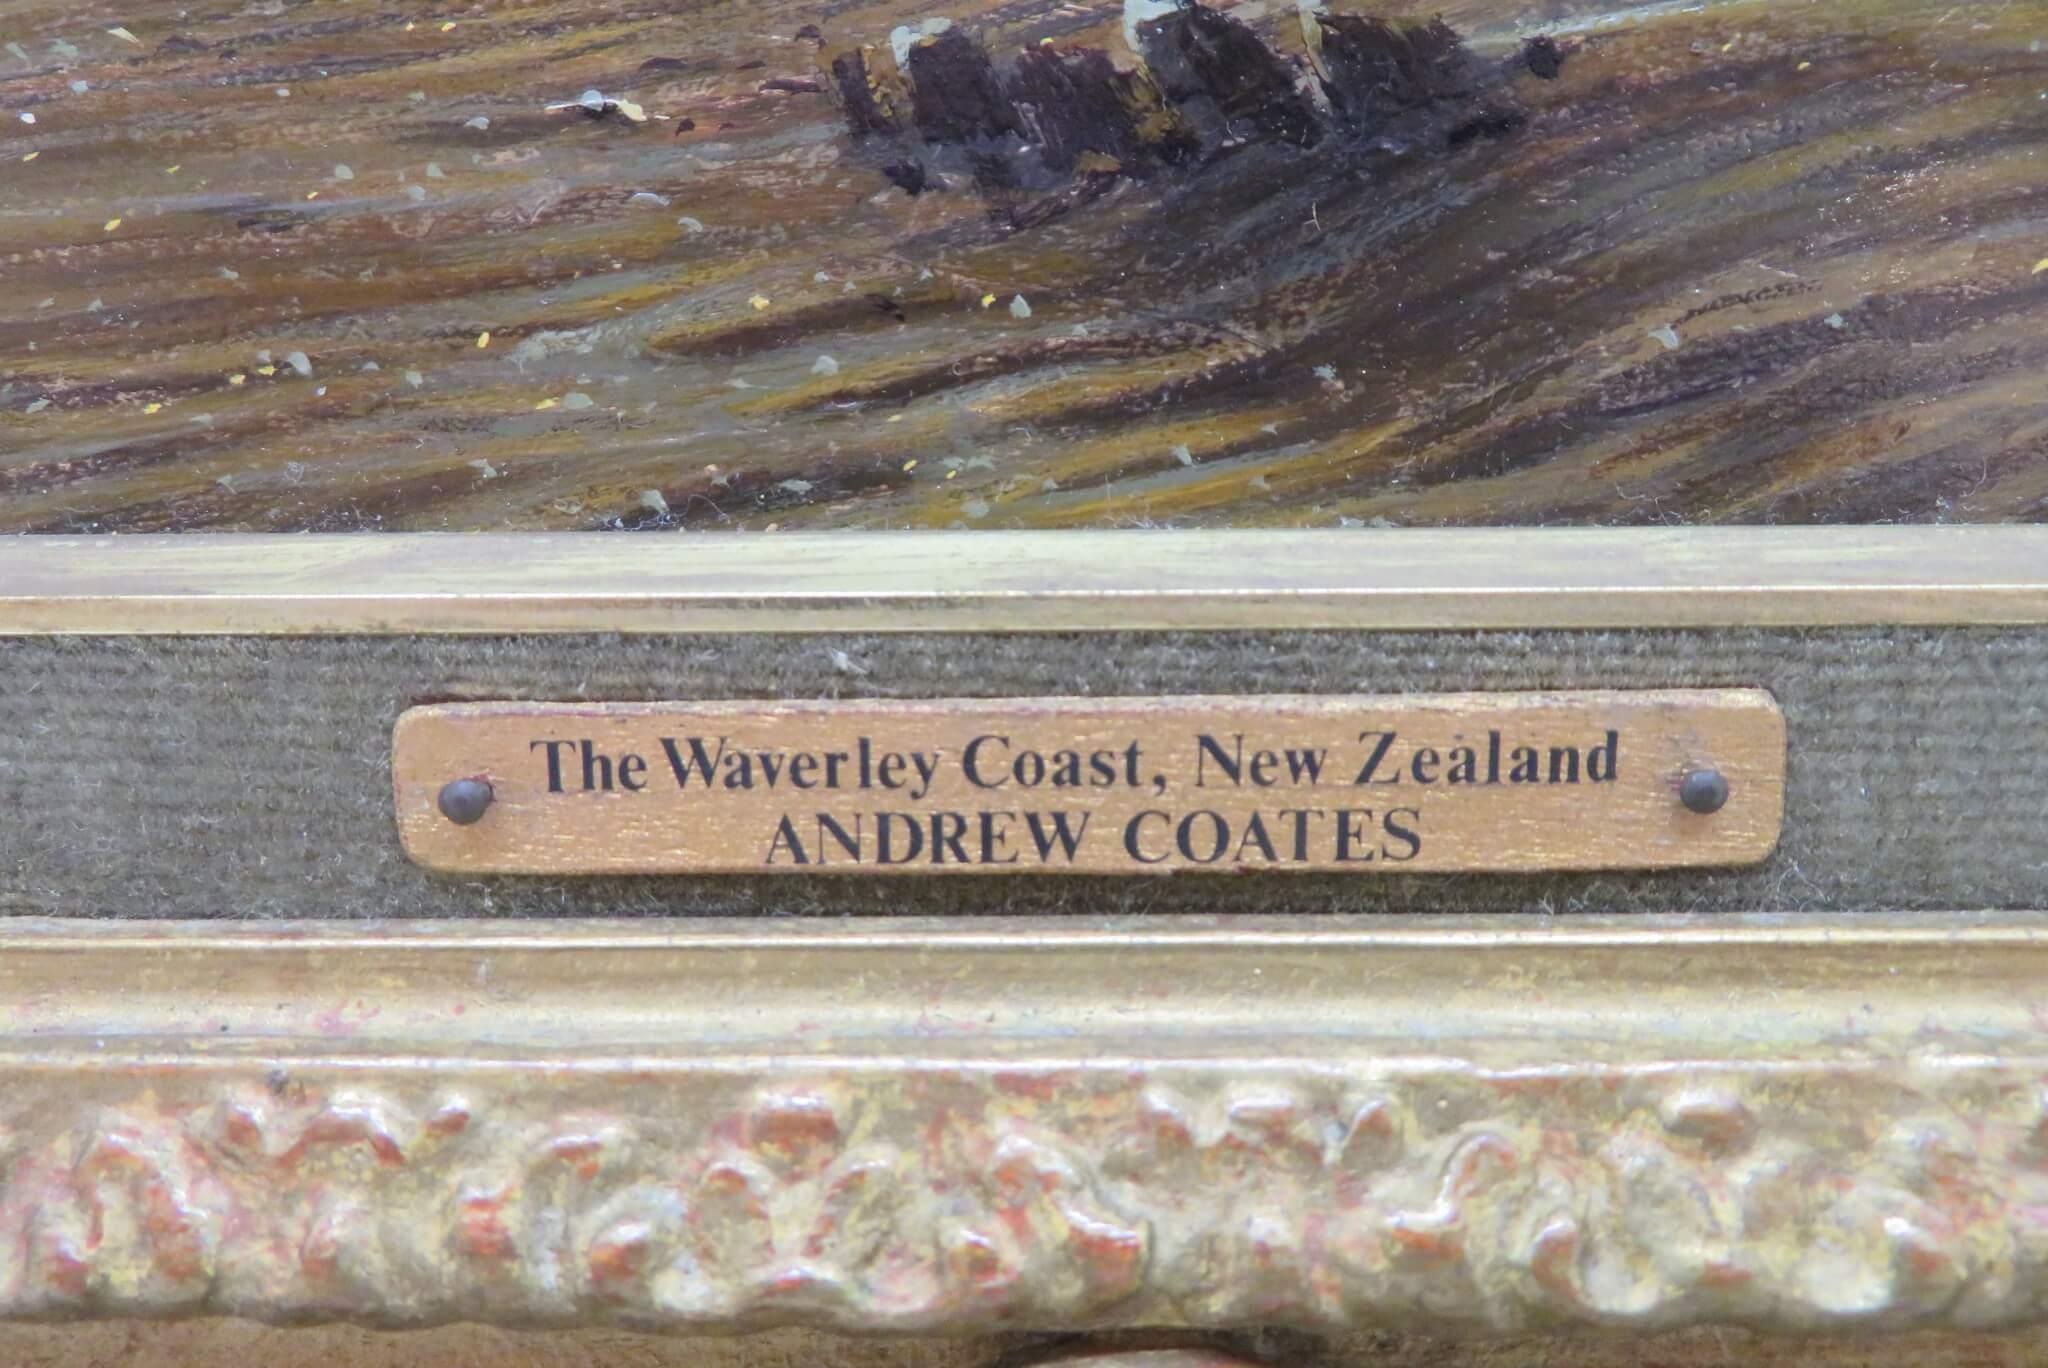 The Waverley Coast, New Zealand
ANDREW COATES